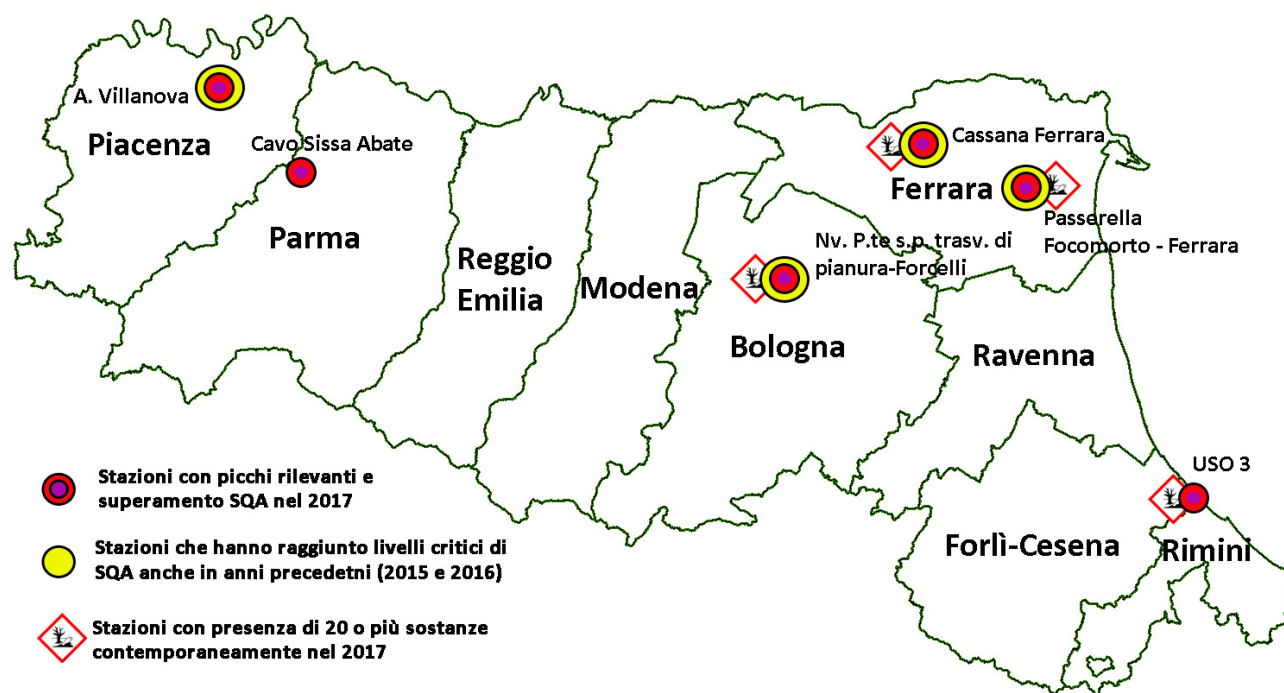 A. Villanova
Piacenza
Cavo Sissa Abate
Parma
Reggio
Emilia
Modena
Cassana Ferrara
Ferrara
Passerella
Focomorto - Ferrara
Nv. P.te s.p. trasv. di
pianura-Forcelli
Bologna
Ravenna
USO 3
Forlì-Cesena
Rimini
Stazioni con picchi rilevanti e
superamento SQA nel 2017
Stazioni che hanno raggiunto livelli critici di
SQA anche in anni precedetni (2015 e 2016)
Stazioni con presenza di 20 o più sostanze
contemporaneamente nel 2017